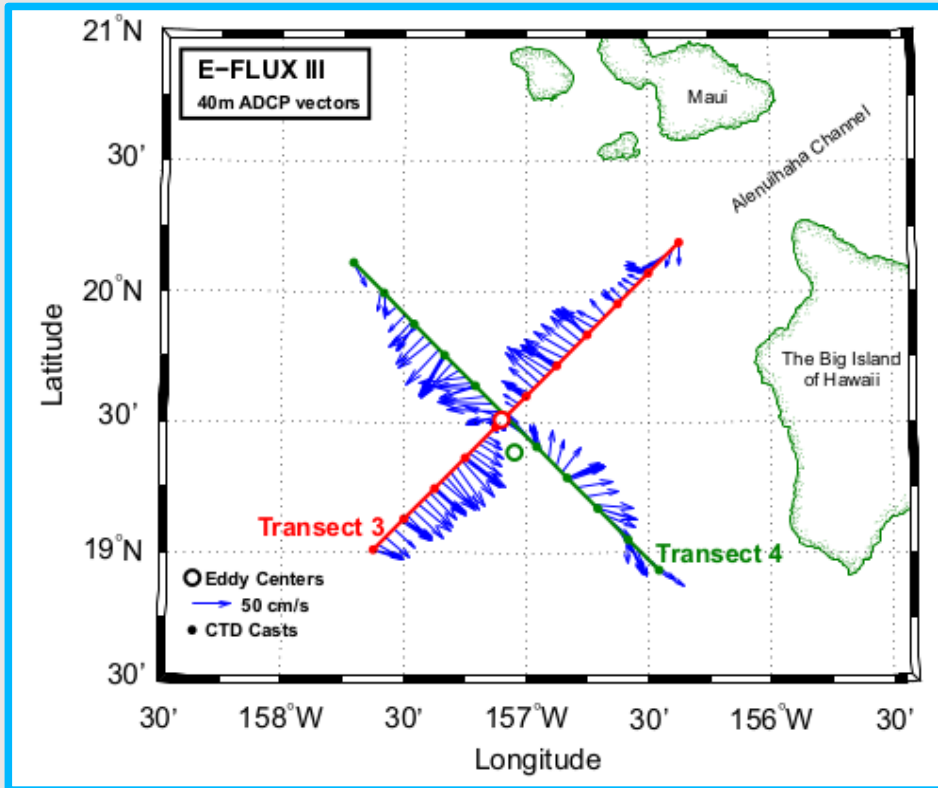 21°N
E-FLUX III
40m ADCP vectors
Maui
Alenuihaha Channel
30'
20°N
Latitude
The Big Island
of Hawaii
30'
Transect 3
19°N
Transect 4
Eddy Centers
50 cm/s
CTD Casts
30'
30' 158°W 30' 157°W 30' 156°W 30'
Longitude